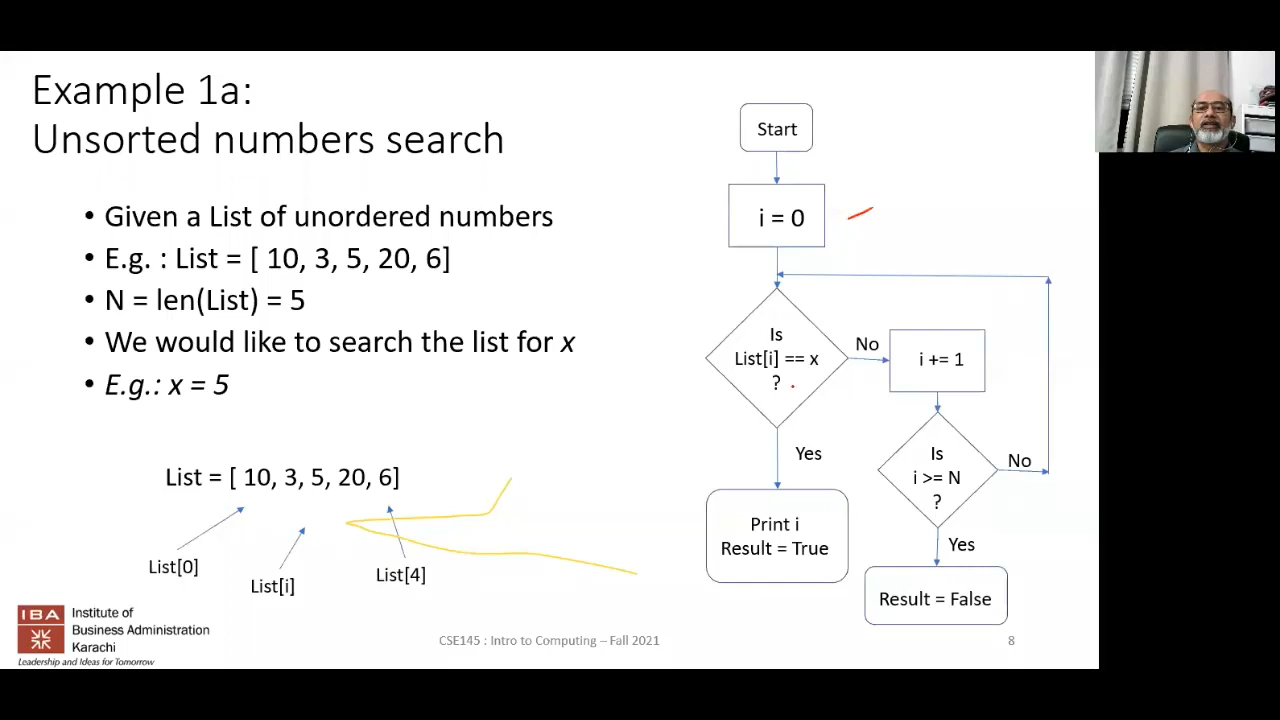 Example 1a:
Unsorted numbers search
• Given a List of unordered numbers
• E.g. : List = [ 10, 3, 5, 20, 6]
• N = len(List) = 5
• We would like to search the list for x
• E.g.: x = 5
List = [ 10, 3, 5, 20, 6]
List[0]
List[i]
List[4]
Start
i = 0
Is
List[i] == x
?
No
i += 1
Yes
Is
i >= N
?
No
Print i
Result = True
Yes
Result = False
IBA
Institute of
Business Administration
Karachi
Leadership and Ideas for Tomorrow
CSE145 : Intro to Computing – Fall 2021
8